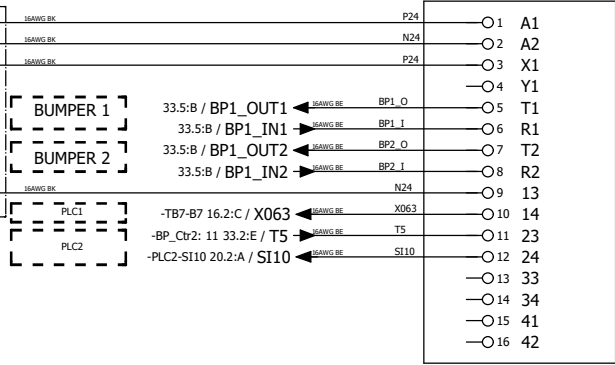 16AWG BK P24 1 A1
16AWG BK N24 2 A2
16AWG BK P24 3 X1
4 Y1
BUMPER 1 33.5:B / BP1_OUT1 16AWG BE BP1_O 5 T1
33.5:B / BP1_IN1 16AWG BE BP1_I 6 R1
BUMPER 2 33.5:B / BP1_OUT2 16AWG BE BP2_O 7 T2
33.5:B / BP1_IN2 16AWG BE BP2_I 8 R2
16AWG BK N24 9 13
PLC1 -TB7-B7 16.2:C / X063 16AWG BE X063 10 14
PLC2 -BP_Ctr2: 11 33.2:E / T5 16AWG BE T5 11 23
-PLC2-SI10 20.2:A / SI10 16AWG BE SI10 12 24
13 33
14 34
15 41
16 42